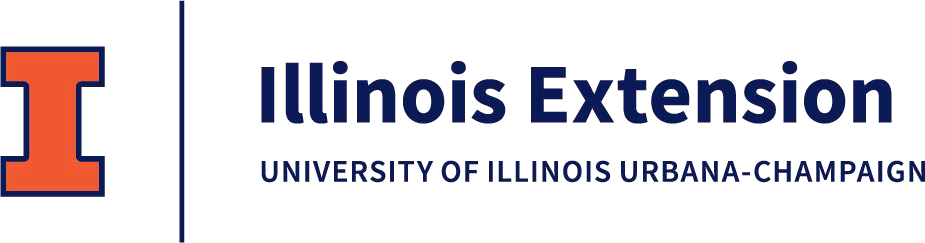 I
Illinois Extension
UNIVERSITY OF ILLINOIS URBANA-CHAMPAIGN